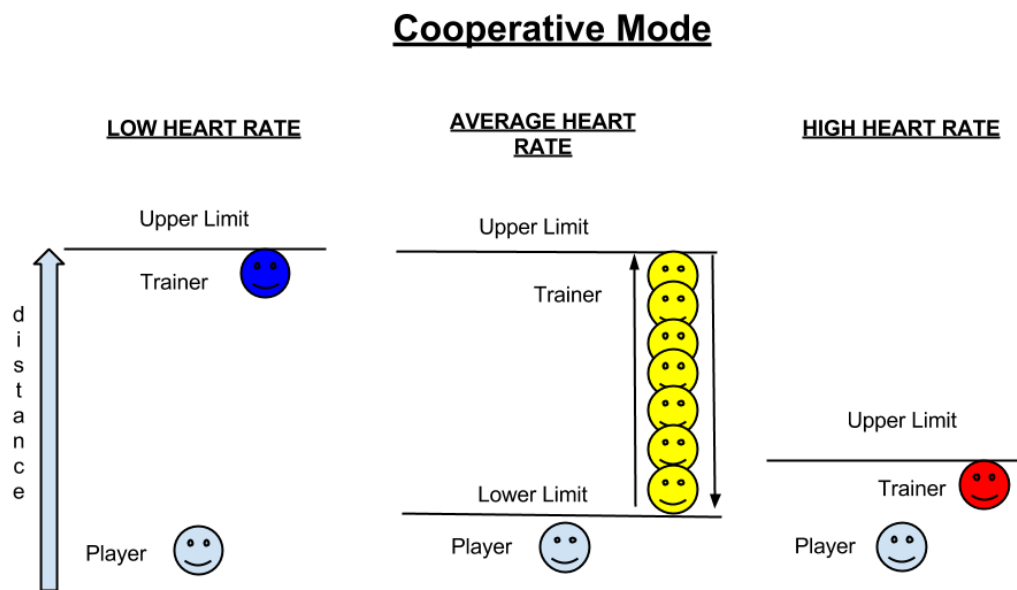 Cooperative Mode
LOW HEART RATE
AVERAGE HEART
RATE
HIGH HEART RATE
distance
Upper Limit
Trainer
Player
Upper Limit
Trainer
Lower Limit
Player
Upper Limit
Trainer
Player